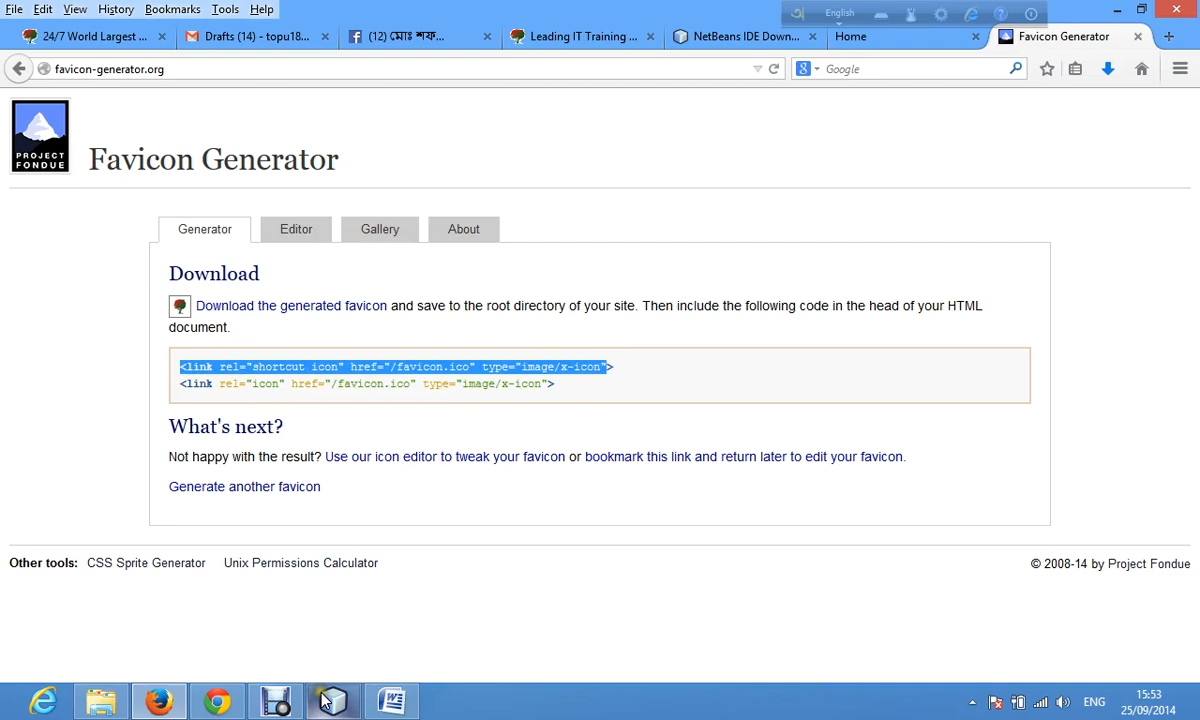 File Edit View History Bookmarks Tools Help
English
24/7 World Largest ...
Drafts (14) - topu18...
(12) মোঃ শফ...
Leading IT Training ...
NetBeans IDE Down...
Home
Favicon Generator
favicon-generator.org
Google
PROJECT
FONDUE
Favicon Generator
Generator
Editor
Gallery
About
Download
Download the generated favicon and save to the root directory of your site. Then include the following code in the head of your HTML
document.
<link rel="shortcut icon" href="/favicon.ico" type="image/x-icon">
<link rel="icon" href="/favicon.ico" type="image/x-icon">
What's next?
Not happy with the result? Use our icon editor to tweak your favicon or bookmark this link and return later to edit your favicon.
Generate another favicon
Other tools: CSS Sprite Generator Unix Permissions Calculator
© 2008-14 by Project Fondue
ENG
15:53
25/09/2014